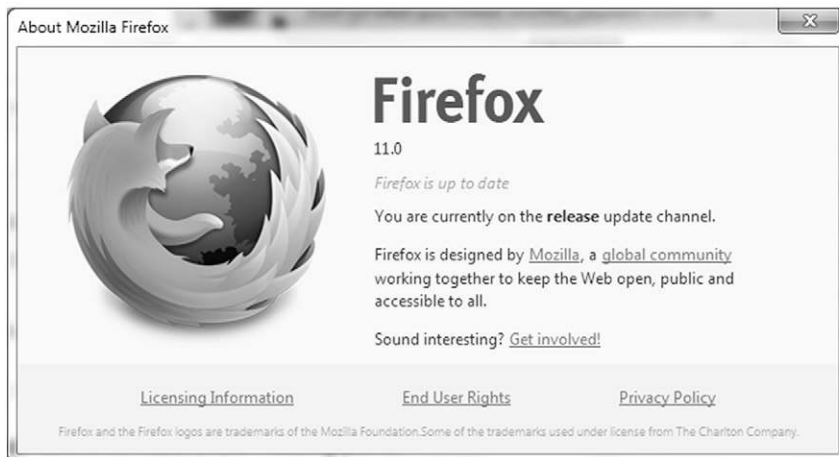 About Mozilla Firefox
Firefox
11.0
Firefox is up to date
You are currently on the release update channel.
Firefox is designed by Mozilla, a global community
working together to keep the Web open, public and
accessible to all.
Sound interesting? Get involved!
Licensing Information End User Rights Privacy Policy
Firefox and the Firefox logos are trademarks of the Mozilla Foundation.Some of the trademarks used under license from The Charlton Company.